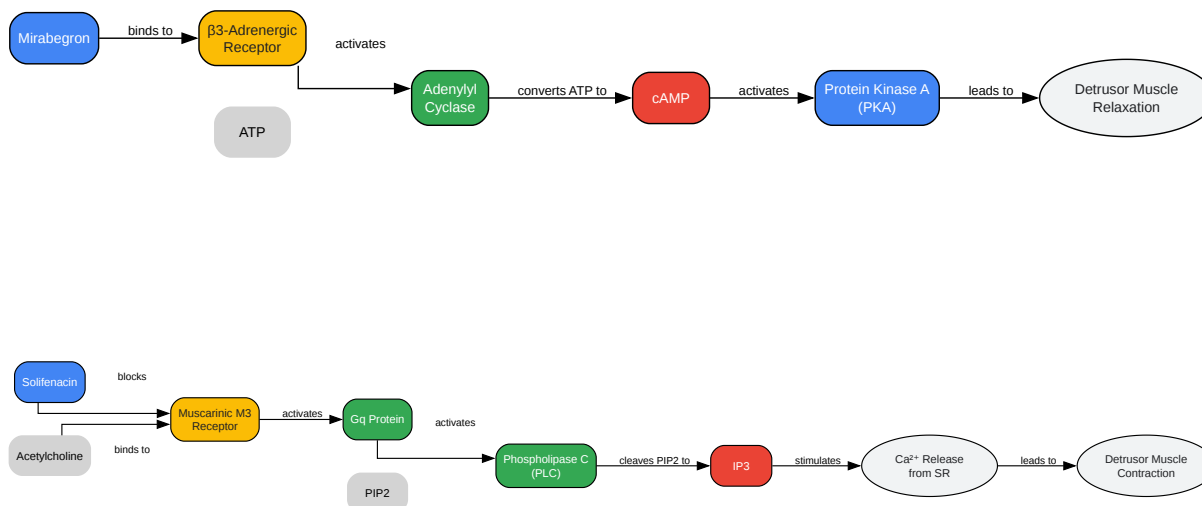 Mirabegron
binds to
β3-Adrenergic
Receptor
activates
Adenylyl
Cyclase
converts ATP to
cAMP
activates
Protein Kinase A
(PKA)
leads to
Detrusor Muscle
Relaxation
ATP
Solifenacin
blocks
Acetylcholine
binds to
Muscarinic M3
Receptor
activates
Gq Protein
activates
PIP2
Phospholipase C
(PLC)
cleaves PIP2 to
IP3
stimulates
Ca²⁺ Release
from SR
leads to
Detrusor Muscle
Contraction